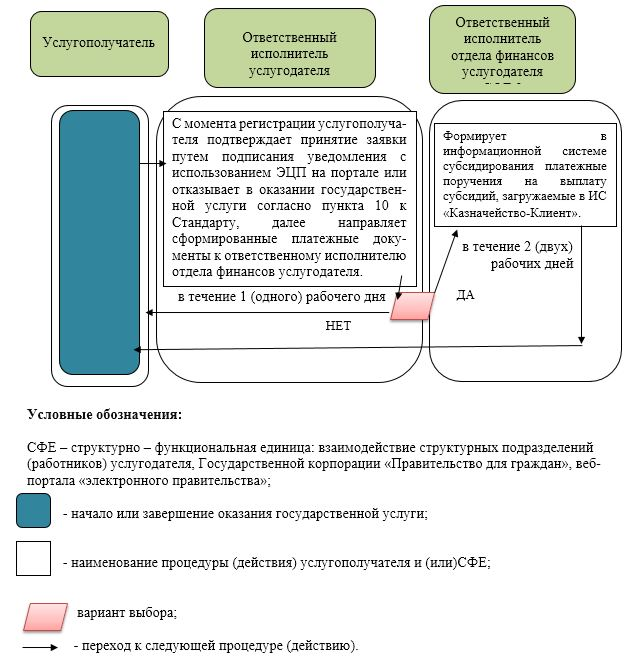 Услугополучатель
Ответственный
исполнитель
услугодателя
Ответственный
исполнитель
отдела финансов
услугодателя
С момента регистрации услугополуча-
теля подтверждает принятие заявки
путем подписания уведомления с
использованием ЭЦП на портале или
отказывает в оказании государствен-
ной услуги согласно пункта 10 к
Стандарту, далее направляет
сформированные платежные доку-
менты к ответственному исполнителю
отдела финансов услугодателя.
в течение 1 (одного) рабочего дня
НЕТ
Формирует в
информационной системе
субсидирования платежные
поручения на выплату
субсидий, загружаемые в ИС
«Казначейство-Клиент».
в течение 2 (двух)
рабочих дней
ДА
Условные обозначения:
СФЕ – структурно – функциональная единица: взаимодействие структурных подразделений
(работников) услугодателя, Государственной корпорации «Правительство для граждан», веб-
портала «электронного правительства»;
- начало или завершение оказания государственной услуги;
- наименование процедуры (действия) услугополучателя и (или)СФЕ;
вариант выбора;
- переход к следующей процедуре (действию).